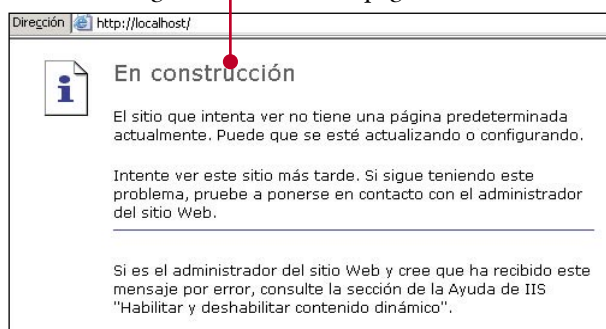 Dirección http://localhost/
En construcción
El sitio que intenta ver no tiene una página predeterminada
actualmente. Puede que se esté actualizando o configurando.
Intente ver este sitio más tarde. Si sigue teniendo este
problema, pruebe a ponerse en contacto con el administrador
del sitio Web.
Si es el administrador del sitio Web y cree que ha recibido este
mensaje por error, consulte la sección de la Ayuda de IIS
"Habilitar y deshabilitar contenido dinámico".